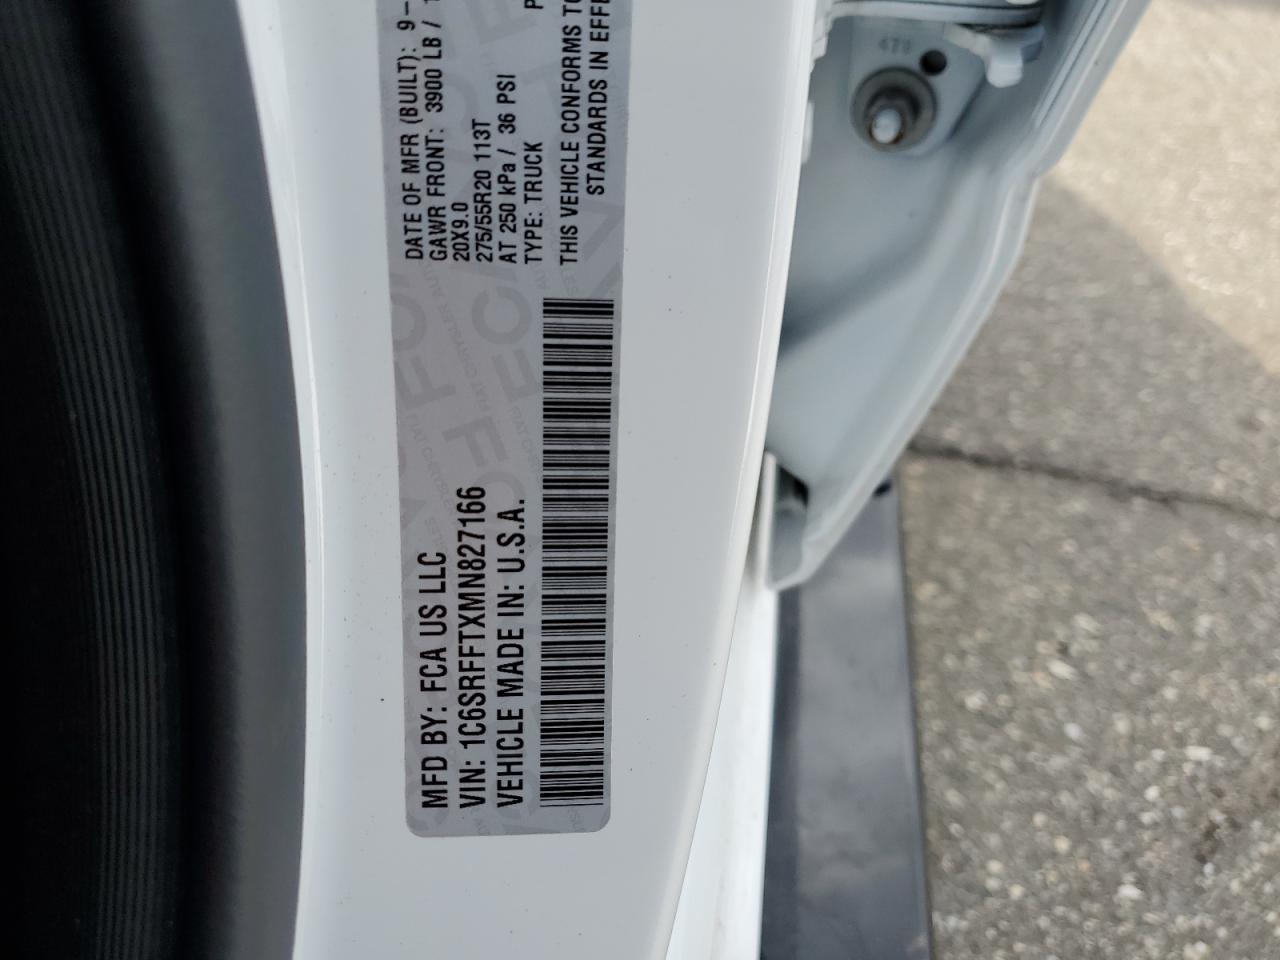 MFD BY: FCA US LLC
VIN: 1C6SRFFTXMN827166
VEHICLE MADE IN: U.S.A.
DATE OF MFR (BUILT): 9-
GAWR FRONT: 3900 LB /
20X9.0
275/55R20 113T
AT 250 kPa / 36 PSI
TYPE: TRUCK
THIS VEHICLE CONFORMS TO
STANDARDS IN
479